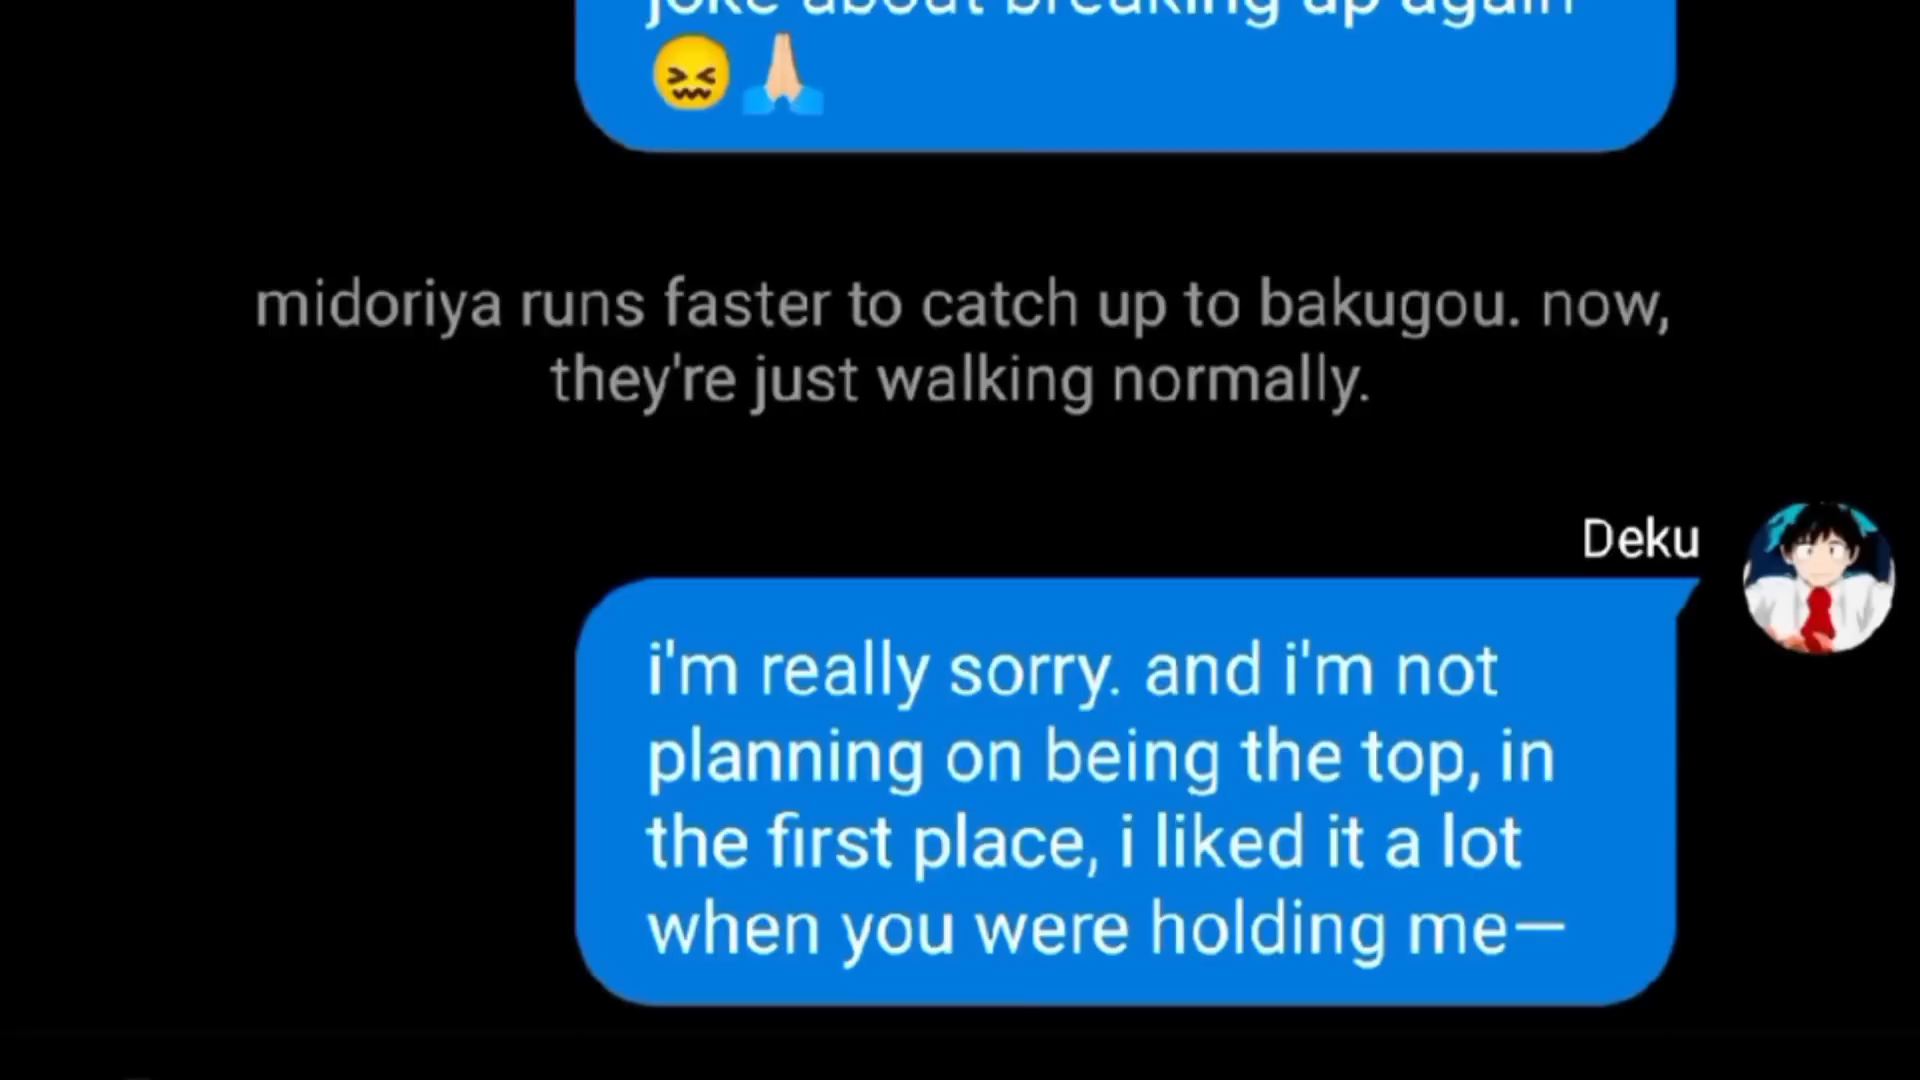 joke about breaking up again
😖🙏🏻
midoriya runs faster to catch up to bakugou. now,
they're just walking normally.
Deku
i'm really sorry. and i'm not
planning on being the top, in
the first place, i liked it a lot
when you were holding me—